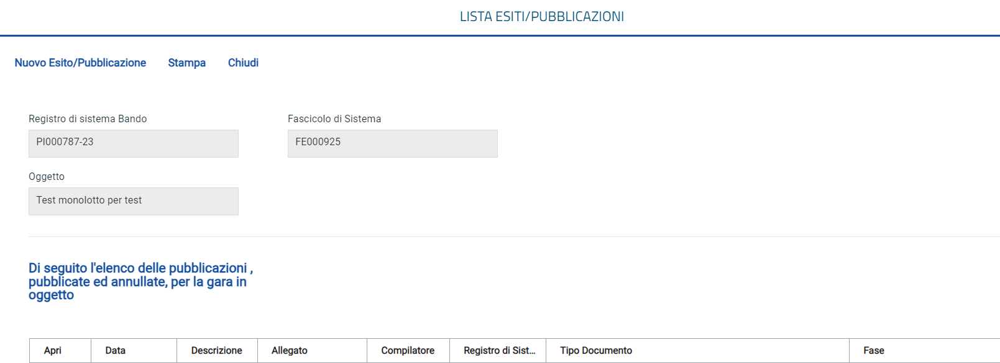 LISTA ESITI/PUBBLICAZIONI
Nuovo Esito/Pubblicazione Stampa Chiudi
Registro di sistema Bando Fascicolo di Sistema
PI000787-23 FE000925
Oggetto
Test monolotto per test
Di seguito l'elenco delle pubblicazioni ,
pubblicate ed annullate, per la gara in
oggetto
Apri Data Descrizione Allegato Compilatore Registro di Sist... Tipo Documento Fase